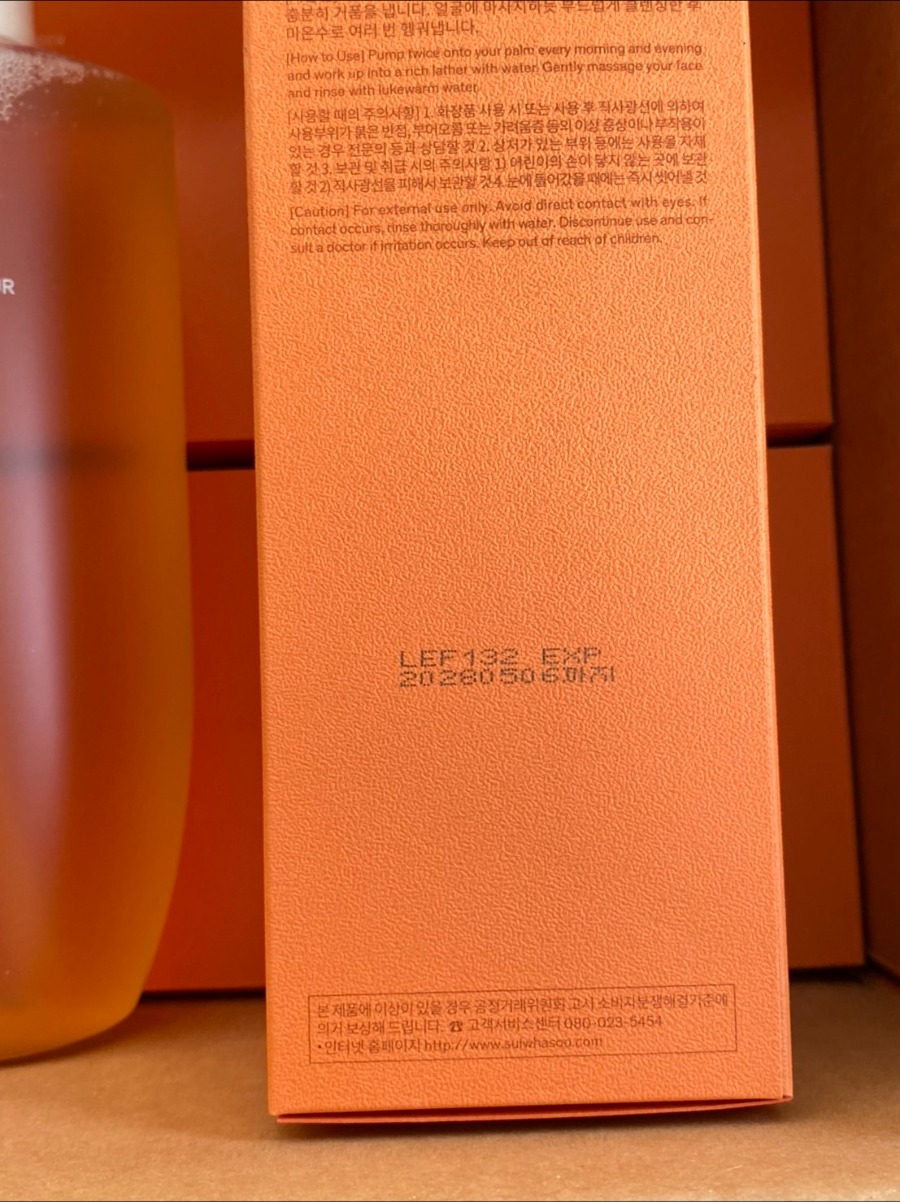 충분히 거품을 냅니다. 얼굴에 마사지하듯 부드럽게 클렌징한 후
미온수로 여러 번 헹궈냅니다.
[How to Use] Pump twice onto your palm every morning and evening
and work up into a rich lather with water. Gently massage your face
and rinse with lukewarm water.
[사용할 때의 주의사항] 1. 화장품 사용 시 또는 사용 후 직사광선에 의하여
사용부위가 붉은 반점, 부어오름 또는 가려움증 등의 이상 증상이나 부작용이
있는 경우 전문의 등과 상담할 것 2. 상처가 있는 부위 등에는 사용을 자제
할 것 3. 보관 및 취급 시의 주의사항 1) 어린이의 손이 닿지 않는 곳에 보관
할 것 2) 직사광선을 피해서 보관할 것 4. 눈에 들어갔을 때에는 즉시 씻어낼 것
[Caution] For external use only. Avoid direct contact with eyes. If
contact occurs, rinse thoroughly with water. Discontinue use and con-
sult a doctor if irritation occurs. Keep out of reach of children.
UR
LEF132 EXP
20280506까지
본 제품에 이상이 있을 경우 공정거래위원회 고시 소비자분쟁해결기준에
의거 보상해 드립니다. ☎ 고객서비스센터 080-023-5454
•인터넷 홈페이지 http://www.sulwhasoo.com